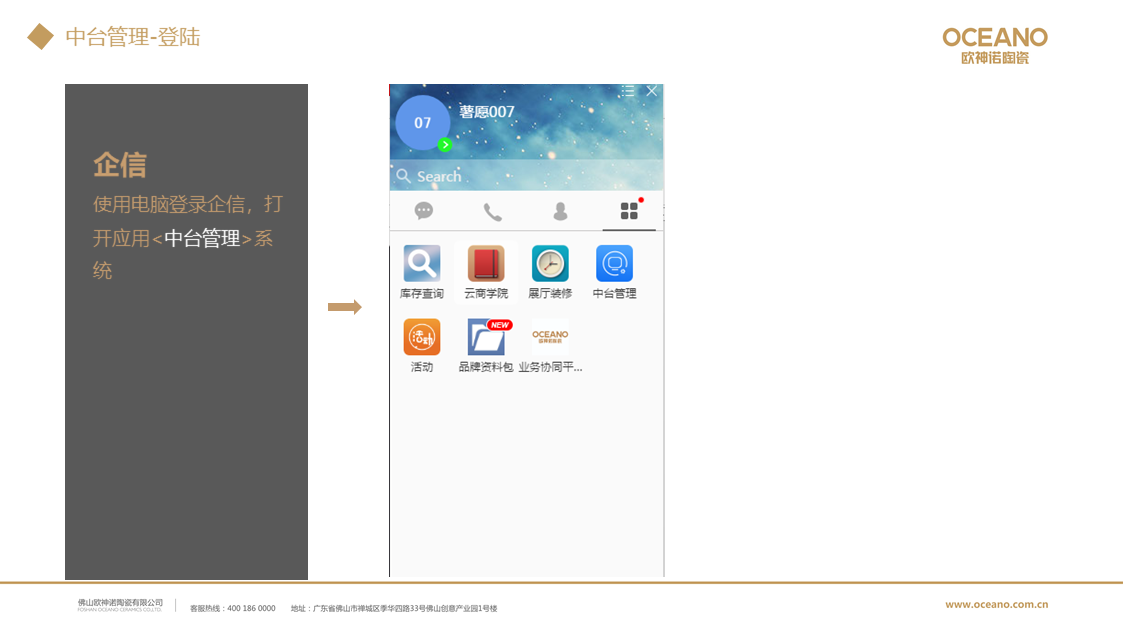 中台管理-登陆
OCEANO
欧神诺陶瓷
企信
使用电脑登录企信，打
开应用<中台管理>系
统
07
薯愿007
Search
库存查询
云商学院
展厅装修
中台管理
活动
NEW
品牌资料包
OCEANO
业务协同平...
佛山欧神诺陶瓷有限公司
FOSHAN OCEANO CERAMICS CO.,LTD.
客服热线：400 186 0000 地址：广东省佛山市禅城区季华四路33号佛山创意产业园1号楼
www.oceano.com.cn